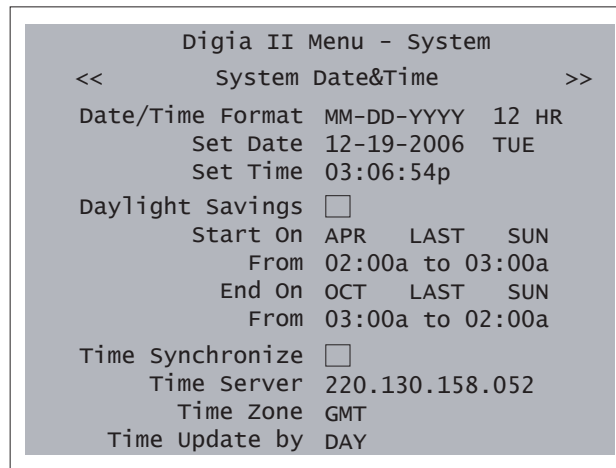 Digia II Menu - System
<< System Date&Time >>
Date/Time Format MM-DD-YYYY 12 HR
Set Date 12-19-2006 TUE
Set Time 03:06:54p
Daylight Savings
Start On APR LAST SUN
From 02:00a to 03:00a
End On OCT LAST SUN
From 03:00a to 02:00a
Time Synchronize
Time Server 220.130.158.052
Time Zone GMT
Time Update by DAY